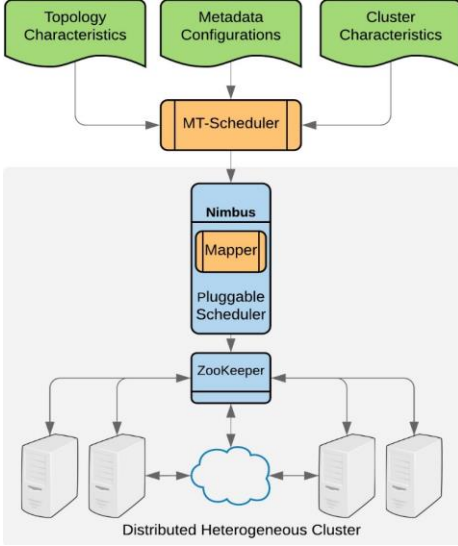 Topology
Characteristics
Metadata
Configurations
Cluster
Characteristics
MT-Scheduler
Nimbus
Mapper
Pluggable
Scheduler
ZooKeeper
Distributed Heterogeneous Cluster